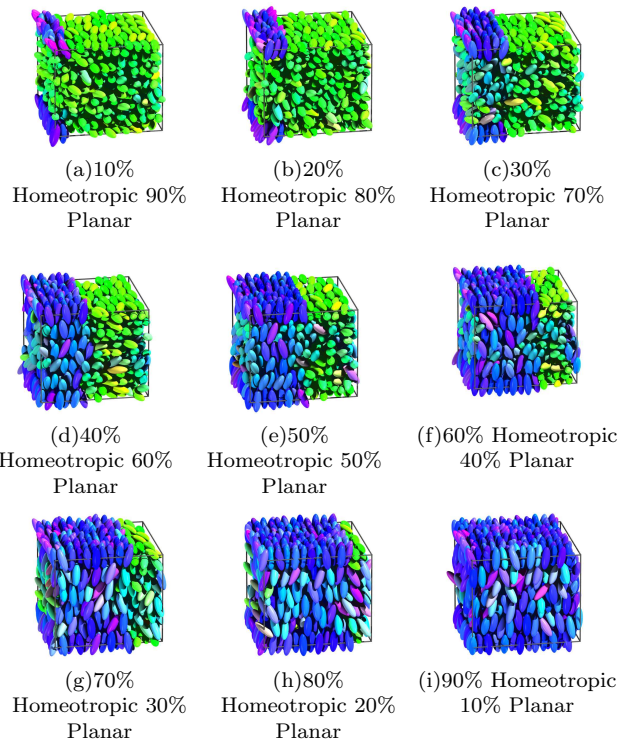 (a)10%
Homeotropic 90%
Planar
(b)20%
Homeotropic 80%
Planar
(c)30%
Homeotropic 70%
Planar
(d)40%
Homeotropic 60%
Planar
(e)50%
Homeotropic 50%
Planar
(f)60% Homeotropic
40% Planar
(g)70%
Homeotropic 30%
Planar
(h)80%
Homeotropic 20%
Planar
(i)90% Homeotropic
10% Planar